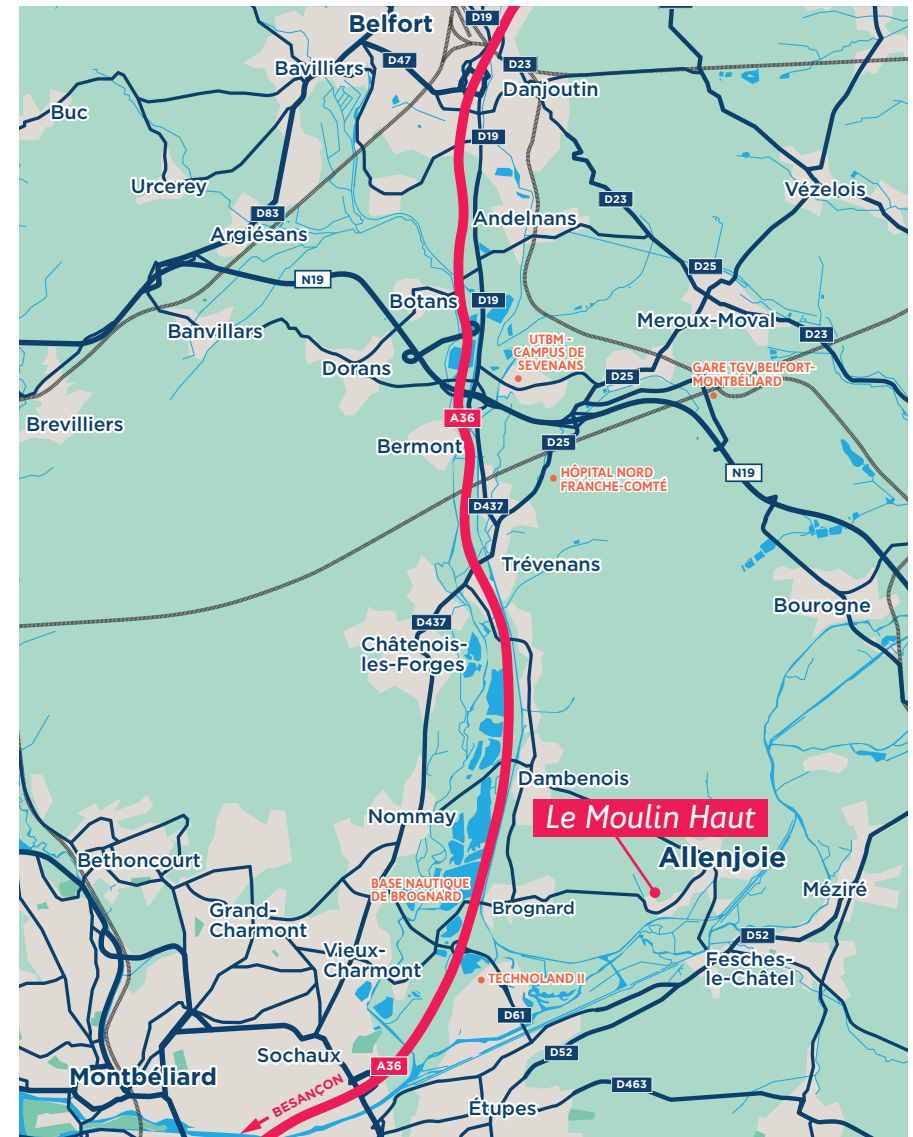 D19
Belfort
D47
Bavilliers
D23
Danjoutin
Buc
D19
Urcerey
Vézelois
D23
D83
Andelnans
Argiésans
D25
N19
Botans
D19
Meroux-Moval
Banvillars
D23
UTBM -
CAMPUS DE
SEVENANS
Dorans
D25
GARE TGV BELFORT-
MONTBÉLIARD
A36
Brevilliers
Bermont
D25
HÔPITAL NORD
FRANCHE-COMTÉ
N19
D437
Trévenans
Bourogne
D437
Châtenois-
les-Forges
Dambenois
Nommay
Le Moulin Haut
Allenjoie
Bethoncourt
BASE NAUTIQUE
DE BROGNARD
Méziré
Grand-
Charmont
Brognard
D52
Vieux-
Charmont
Fesches-
le-Châtel
TECHNOLAND II
D61
Sochaux
D52
A36
Montbéliard
BESANÇON
D463
Étupes